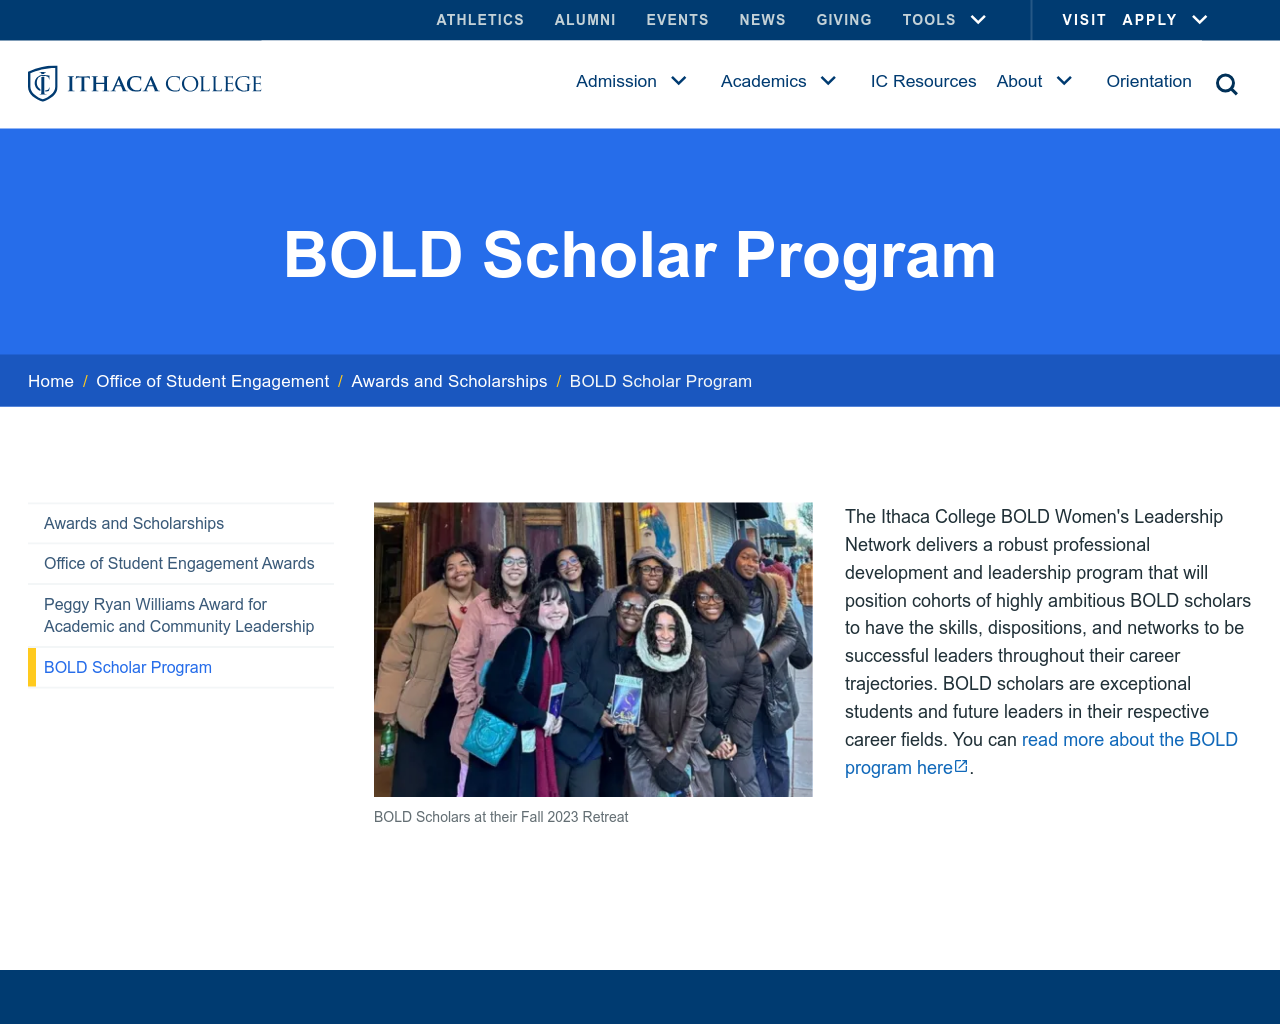 ATHLETICS ALUMNI EVENTS NEWS GIVING TOOLS VISIT APPLY
ITHACA COLLEGE
Admission Academics IC Resources About Orientation
BOLD Scholar Program
Home / Office of Student Engagement / Awards and Scholarships / BOLD Scholar Program
Awards and Scholarships
Office of Student Engagement Awards
Peggy Ryan Williams Award for
Academic and Community Leadership
BOLD Scholar Program
BOLD Scholars at their Fall 2023 Retreat
The Ithaca College BOLD Women's Leadership
Network delivers a robust professional
development and leadership program that will
position cohorts of highly ambitious BOLD scholars
to have the skills, dispositions, and networks to be
successful leaders throughout their career
trajectories. BOLD scholars are exceptional
students and future leaders in their respective
career fields. You can read more about the BOLD
program here.